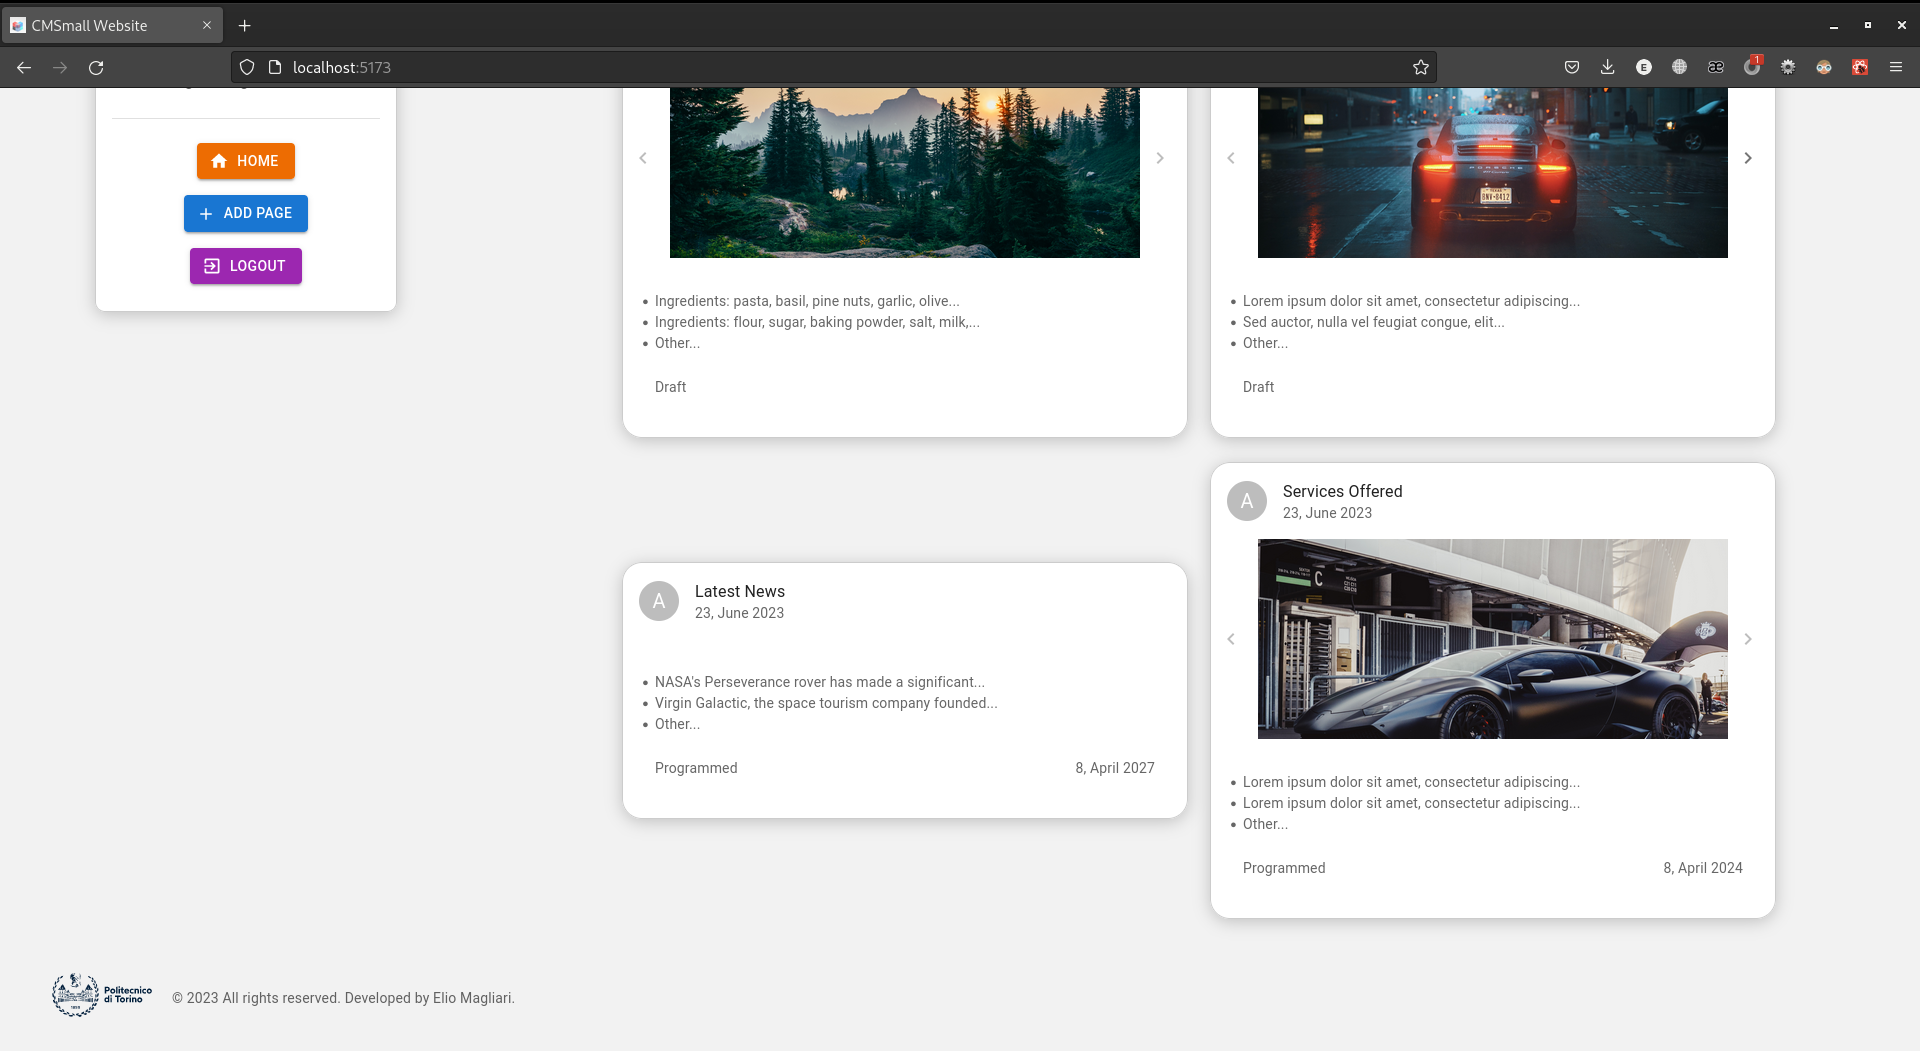 CMSmall Website
localhost:5173
E
æ
1
HOME
ADD PAGE
LOGOUT
Ingredients: pasta, basil, pine nuts, garlic, olive...
Ingredients: flour, sugar, baking powder, salt, milk,...
Other...
Draft
PORSCHE
BNV·8412
Lorem ipsum dolor sit amet, consectetur adipiscing...
Sed auctor, nulla vel feugiat congue, elit...
Other...
Draft
A
Latest News
23, June 2023
NASA's Perseverance rover has made a significant...
Virgin Galactic, the space tourism company founded...
Other...
Programmed
8, April 2027
A
Services Offered
23, June 2023
C
Lorem ipsum dolor sit amet, consectetur adipiscing...
Lorem ipsum dolor sit amet, consectetur adipiscing...
Other...
Programmed
8, April 2024
Politecnico
di Torino
© 2023 All rights reserved. Developed by Elio Magliari.